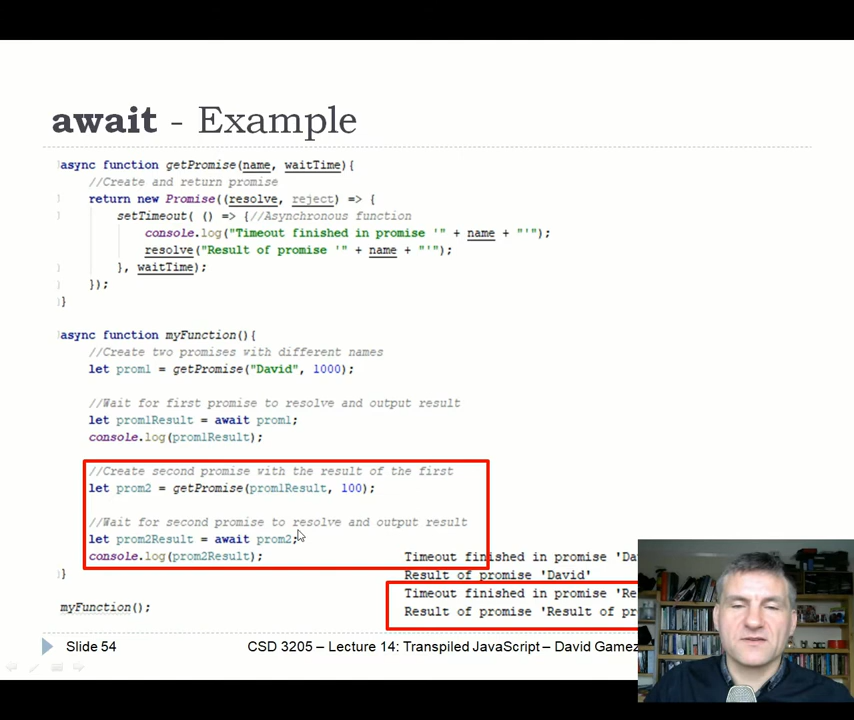 await - Example
async function getPromise(name, waitTime){
//Create and return promise
return new Promise((resolve, reject) => {
setTimeout( () => {//Asynchronous function
console.log("Timeout finished in promise '" + name + "'");
resolve("Result of promise '" + name + "'");
}, waitTime);
});
}
async function myFunction(){
//Create two promises with different names
let prom1 = getPromise("David", 1000);
//Wait for first promise to resolve and output result
let prom1Result = await prom1;
console.log(prom1Result);
//Create second promise with the result of the first
let prom2 = getPromise(prom1Result, 100);
//Wait for second promise to resolve and output result
let prom2Result = await prom2;
console.log(prom2Result);
}
myFunction();
Timeout finished in promise 'Da
Result of promise 'David'
Timeout finished in promise 'Re
Result of promise 'Result of pr
Slide 54
CSD 3205 – Lecture 14: Transpiled JavaScript – David Gamez